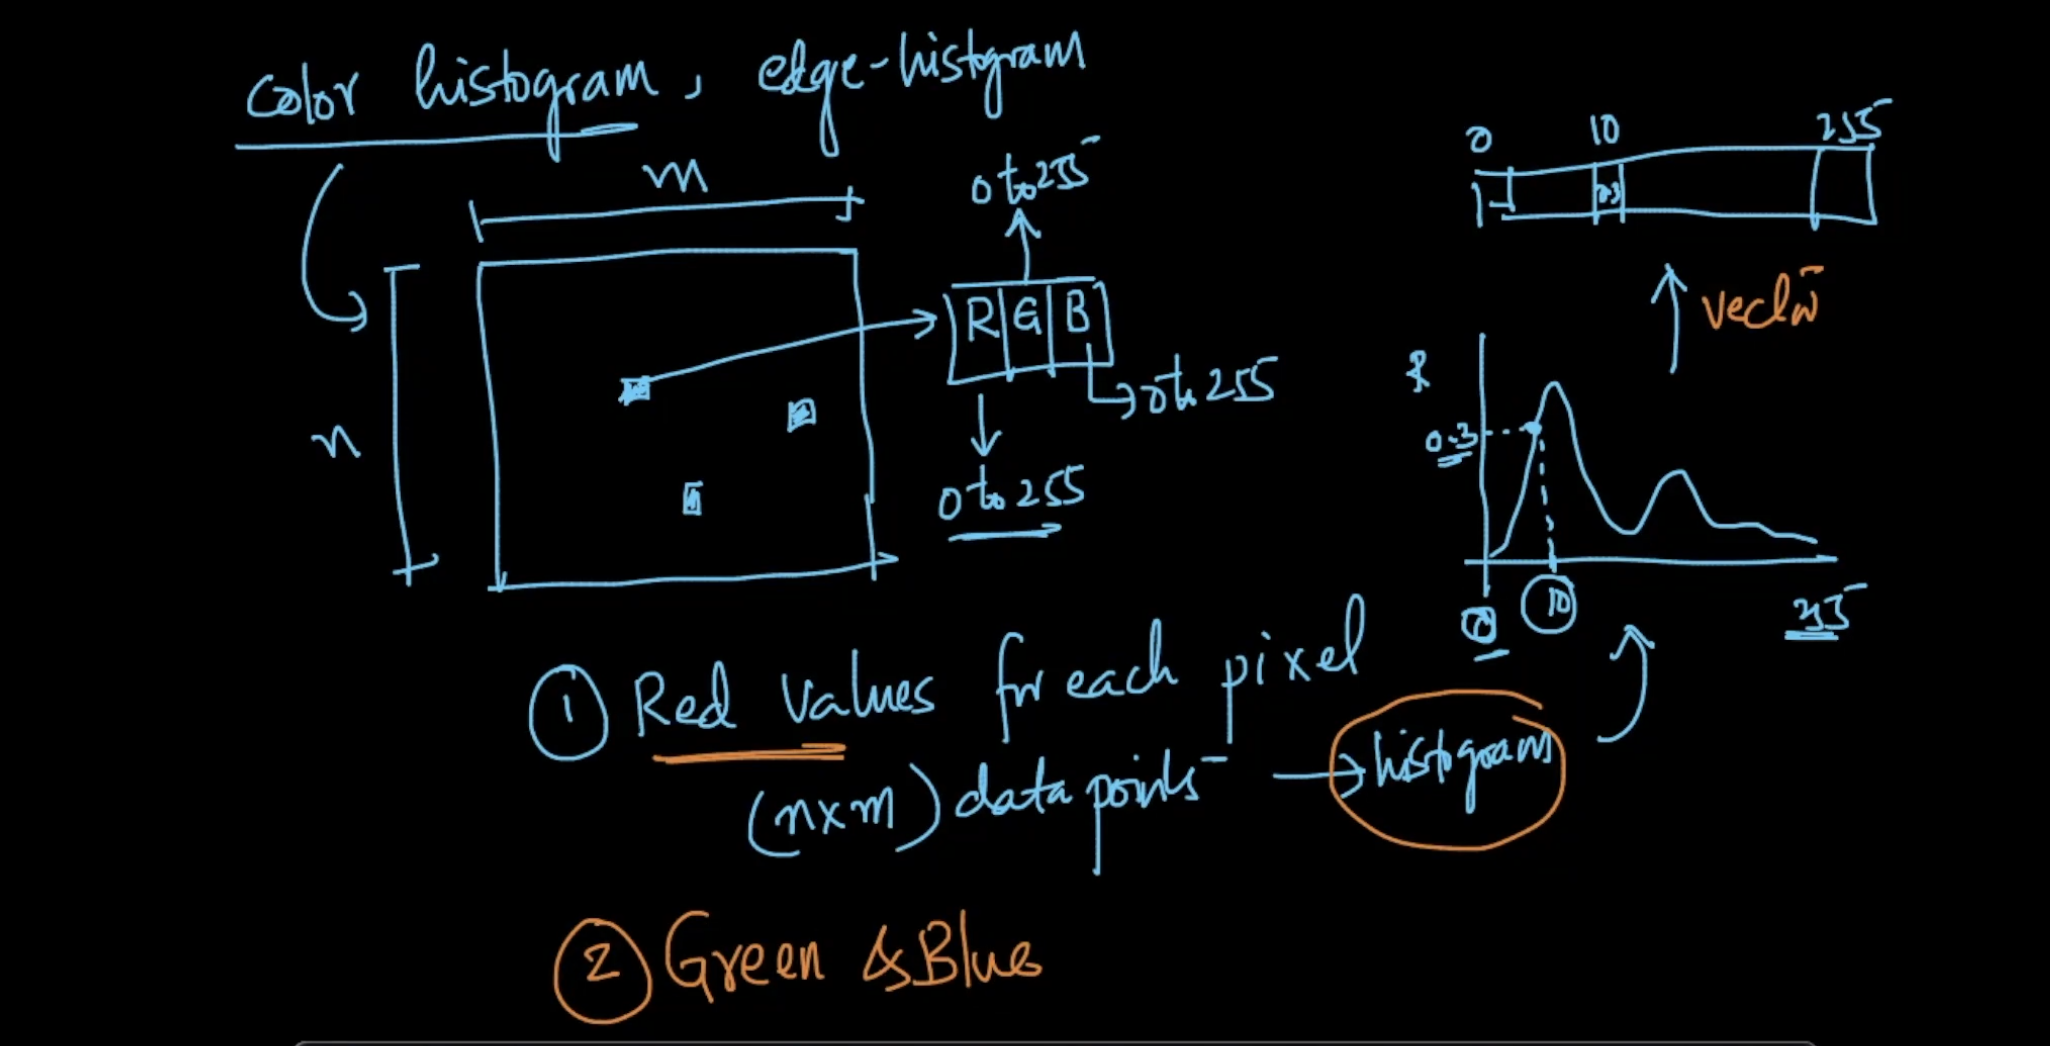 color histogram, edge-histgram
m
0 to 255
0 10 255
0.3
vector
R G B
0 to 255
n
0.3
0 to 255
0 10 255
① Red values for each pixel
(n×m) data points → histogram
② Green & Blue